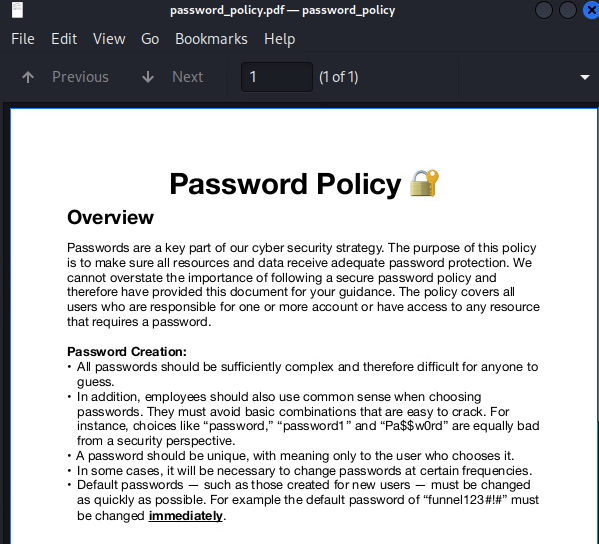 password_policy.pdf — password_policy
File Edit View Go Bookmarks Help
Previous Next 1 (1 of 1)
Password Policy 🔐
Overview
Passwords are a key part of our cyber security strategy. The purpose of this policy
is to make sure all resources and data receive adequate password protection. We
cannot overstate the importance of following a secure password policy and
therefore have provided this document for your guidance. The policy covers all
users who are responsible for one or more account or have access to any resource
that requires a password.
Password Creation:
• All passwords should be sufficiently complex and therefore difficult for anyone to
guess.
• In addition, employees should also use common sense when choosing
passwords. They must avoid basic combinations that are easy to crack. For
instance, choices like “password,” “password1” and “Pa$$w0rd” are equally bad
from a security perspective.
• A password should be unique, with meaning only to the user who chooses it.
• In some cases, it will be necessary to change passwords at certain frequencies.
• Default passwords — such as those created for new users — must be changed
as quickly as possible. For example the default password of “funnel123#!#” must
be changed immediately.